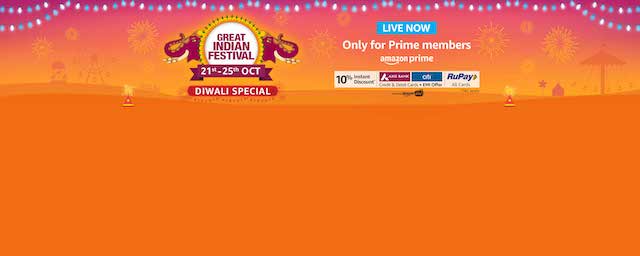 GREAT
INDIAN
FESTIVAL
21st-25th OCT
DIWALI SPECIAL
LIVE NOW
Only for Prime members
amazon prime
10% Instant
Discount*
AXIS BANK
citi
Credit & Debit Cards + EMI Offer
RuPay
All Cards